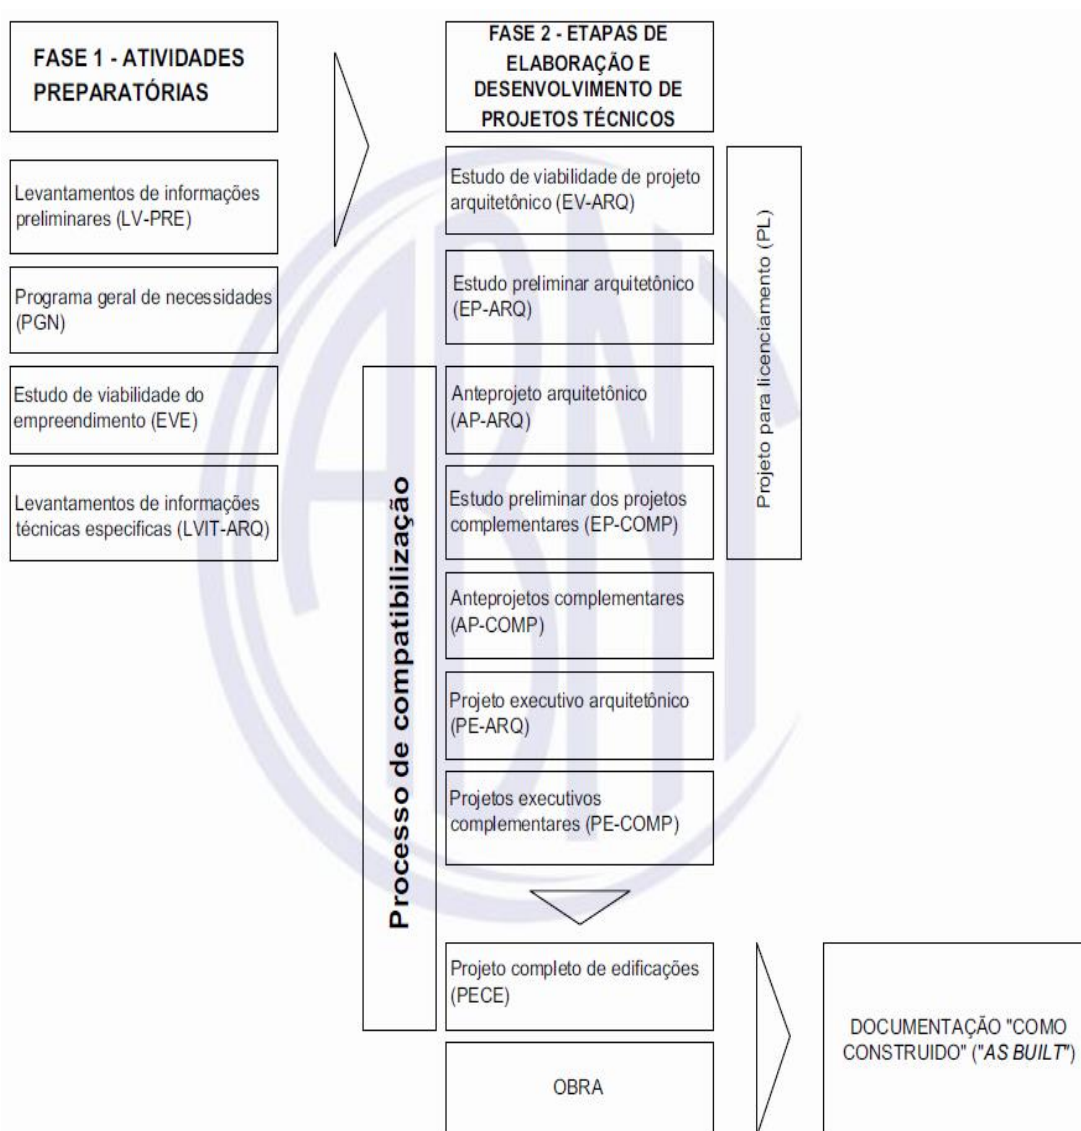 FASE 1 - ATIVIDADES
PREPARATÓRIAS
Levantamentos de informações
preliminares (LV-PRE)
Programa geral de necessidades
(PGN)
Estudo de viabilidade do
empreendimento (EVE)
Levantamentos de informações
técnicas especificas (LVIT-ARQ)
FASE 2 - ETAPAS DE
ELABORAÇÃO E
DESENVOLVIMENTO DE
PROJETOS TÉCNICOS
Estudo de viabilidade de projeto
arquitetônico (EV-ARQ)
Estudo preliminar arquitetônico
(EP-ARQ)
Anteprojeto arquitetônico
(AP-ARQ)
Estudo preliminar dos projetos
complementares (EP-COMP)
Anteprojetos complementares
(AP-COMP)
Projeto executivo arquitetônico
(PE-ARQ)
Projetos executivos
complementares (PE-COMP)
Projeto para licenciamento (PL)
Processo de compatibilização
Projeto completo de edificações
(PECE)
OBRA
DOCUMENTAÇÃO "COMO
CONSTRUIDO" ("AS BUILT")
ABNT